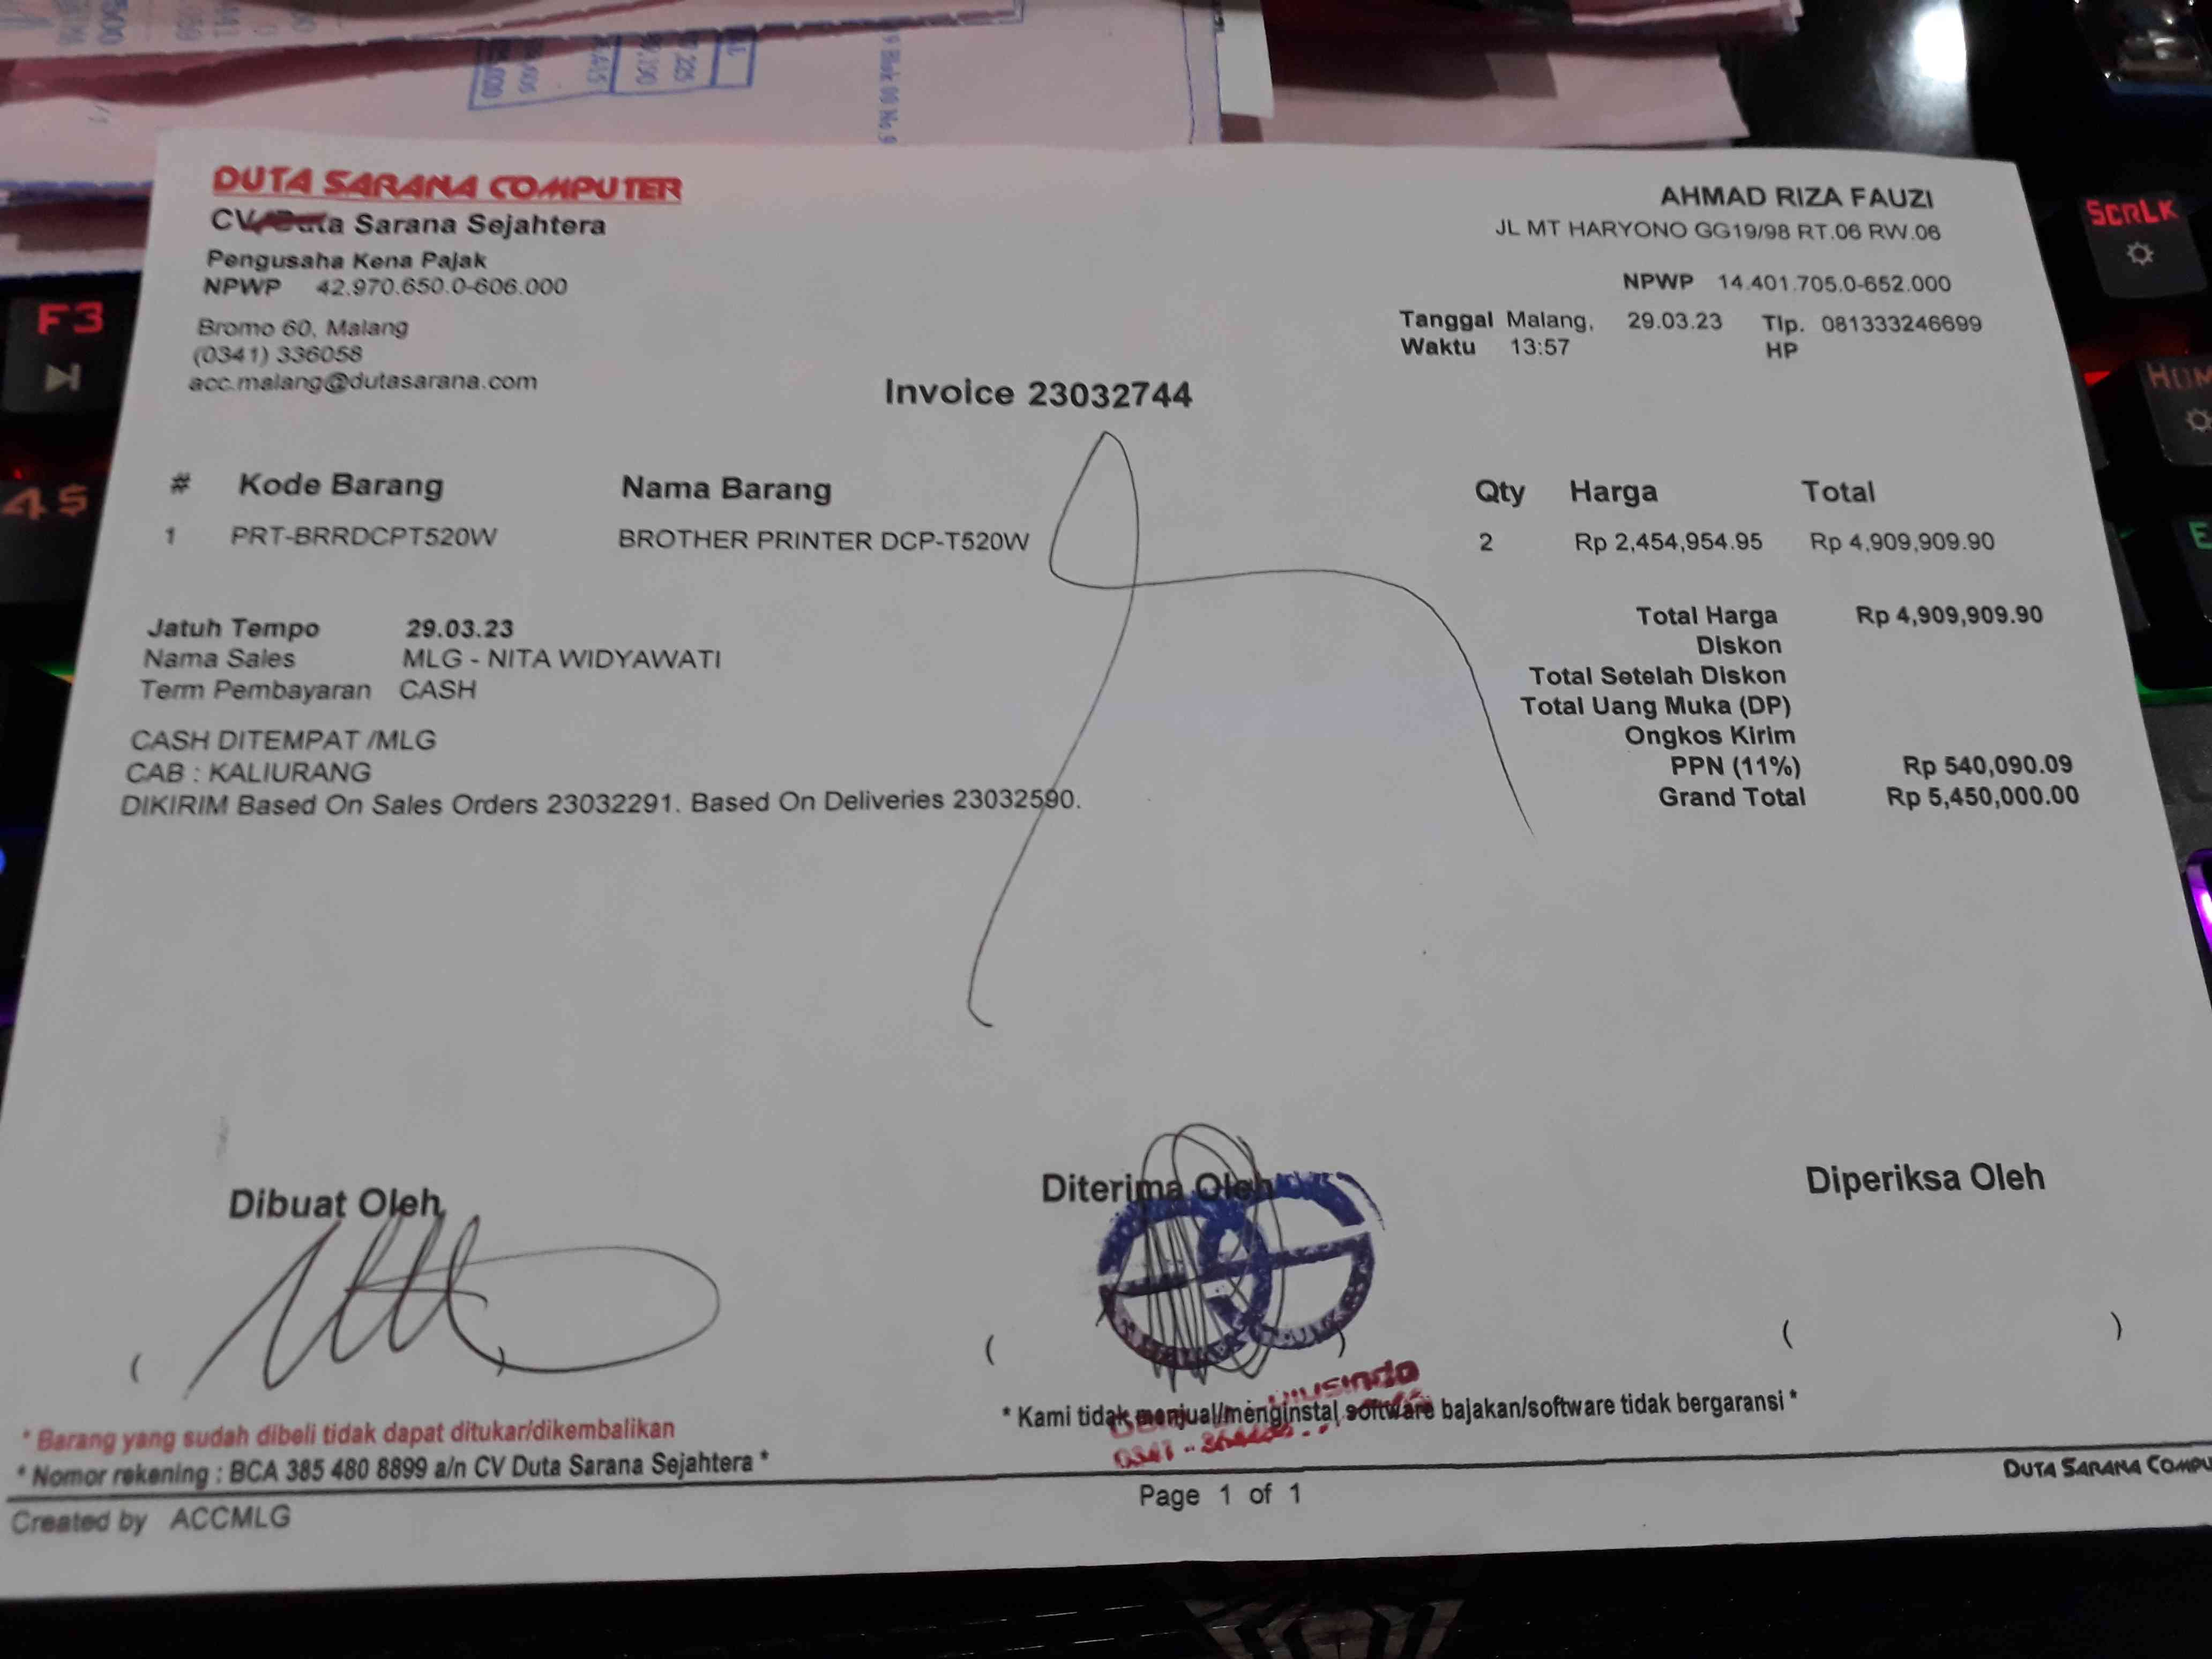 DUTA SARANA COMPUTER
CV Duta Sarana Sejahtera
Pengusaha Kena Pajak
NPWP 42.970.650.0-606.000
Bromo 60, Malang
(0341) 336058
acc.malang@dutasarana.com
AHMAD RIZA FAUZI
JL MT HARYONO GG19/98 RT.06 RW.06
NPWP 14.401.705.0-652.000
Tanggal Malang, 29.03.23 Tlp. 081333246699
Waktu 13:57 HP
Invoice 23032744
# Kode Barang Nama Barang Qty Harga Total
1 PRT-BRRDCPT520W BROTHER PRINTER DCP-T520W 2 Rp 2,454,954.95 Rp 4,909,909.90
Jatuh Tempo 29.03.23
Nama Sales MLG - NITA WIDYAWATI
Term Pembayaran CASH
CASH DITEMPAT /MLG
CAB : KALIURANG
DIKIRIM Based On Sales Orders 23032291. Based On Deliveries 23032590.
Total Harga Rp 4,909,909.90
Diskon
Total Setelah Diskon
Total Uang Muka (DP)
Ongkos Kirim
PPN (11%) Rp 540,090.09
Grand Total Rp 5,450,000.00
Dibuat Oleh Diterima Oleh Diperiksa Oleh
( ) ( ) ( )
* Barang yang sudah dibeli tidak dapat ditukar/dikembalikan
* Kami tidak menjual/menginstal software bajakan/software tidak bergaransi *
* Nomor rekening : BCA 385 480 8899 a/n CV Duta Sarana Sejahtera *
DUTA SARANA COMPU
Page 1 of 1
Created by ACCMLG
F3
4 $
SCRLK
HOM
E